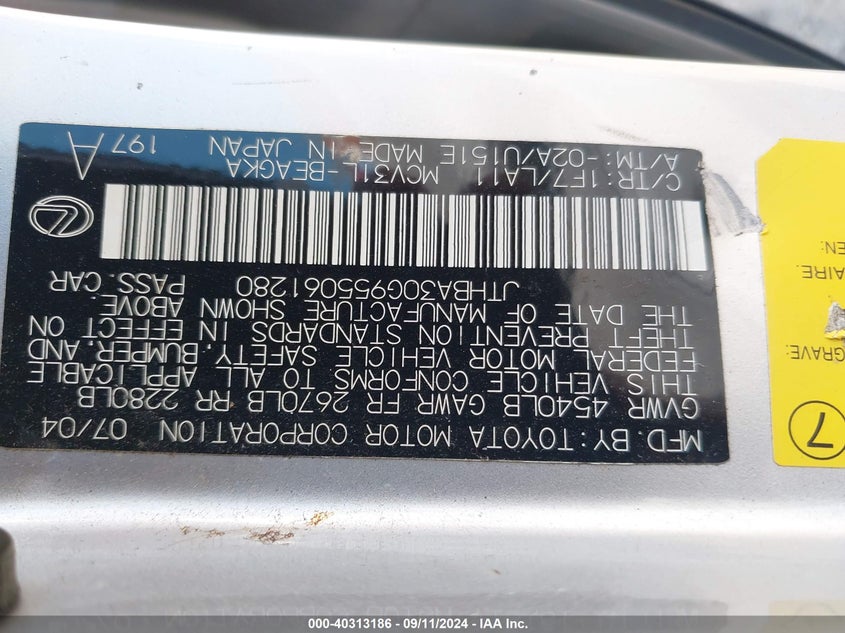 MFD. BY: TOYOTA MOTOR CORPORATION 07/04
GVWR 4540LB GAWR FR 2670LB RR 2280LB
THIS VEHICLE CONFORMS TO ALL APPLICABLE
FEDERAL MOTOR VEHICLE SAFETY, BUMPER, AND
THEFT PREVENTION STANDARDS IN EFFECT ON
THE DATE OF MANUFACTURE SHOWN ABOVE.
JTHBA30G955061280 PASS. CAR
C/TR: 1F7/LA11 MCV31L-BEAGKA
A/TM: -02A/U151E MADE IN JAPAN
197
A
7
GRAVE:
AIRE.
EN:
000-40313186 - 09/11/2024 - IAA Inc.